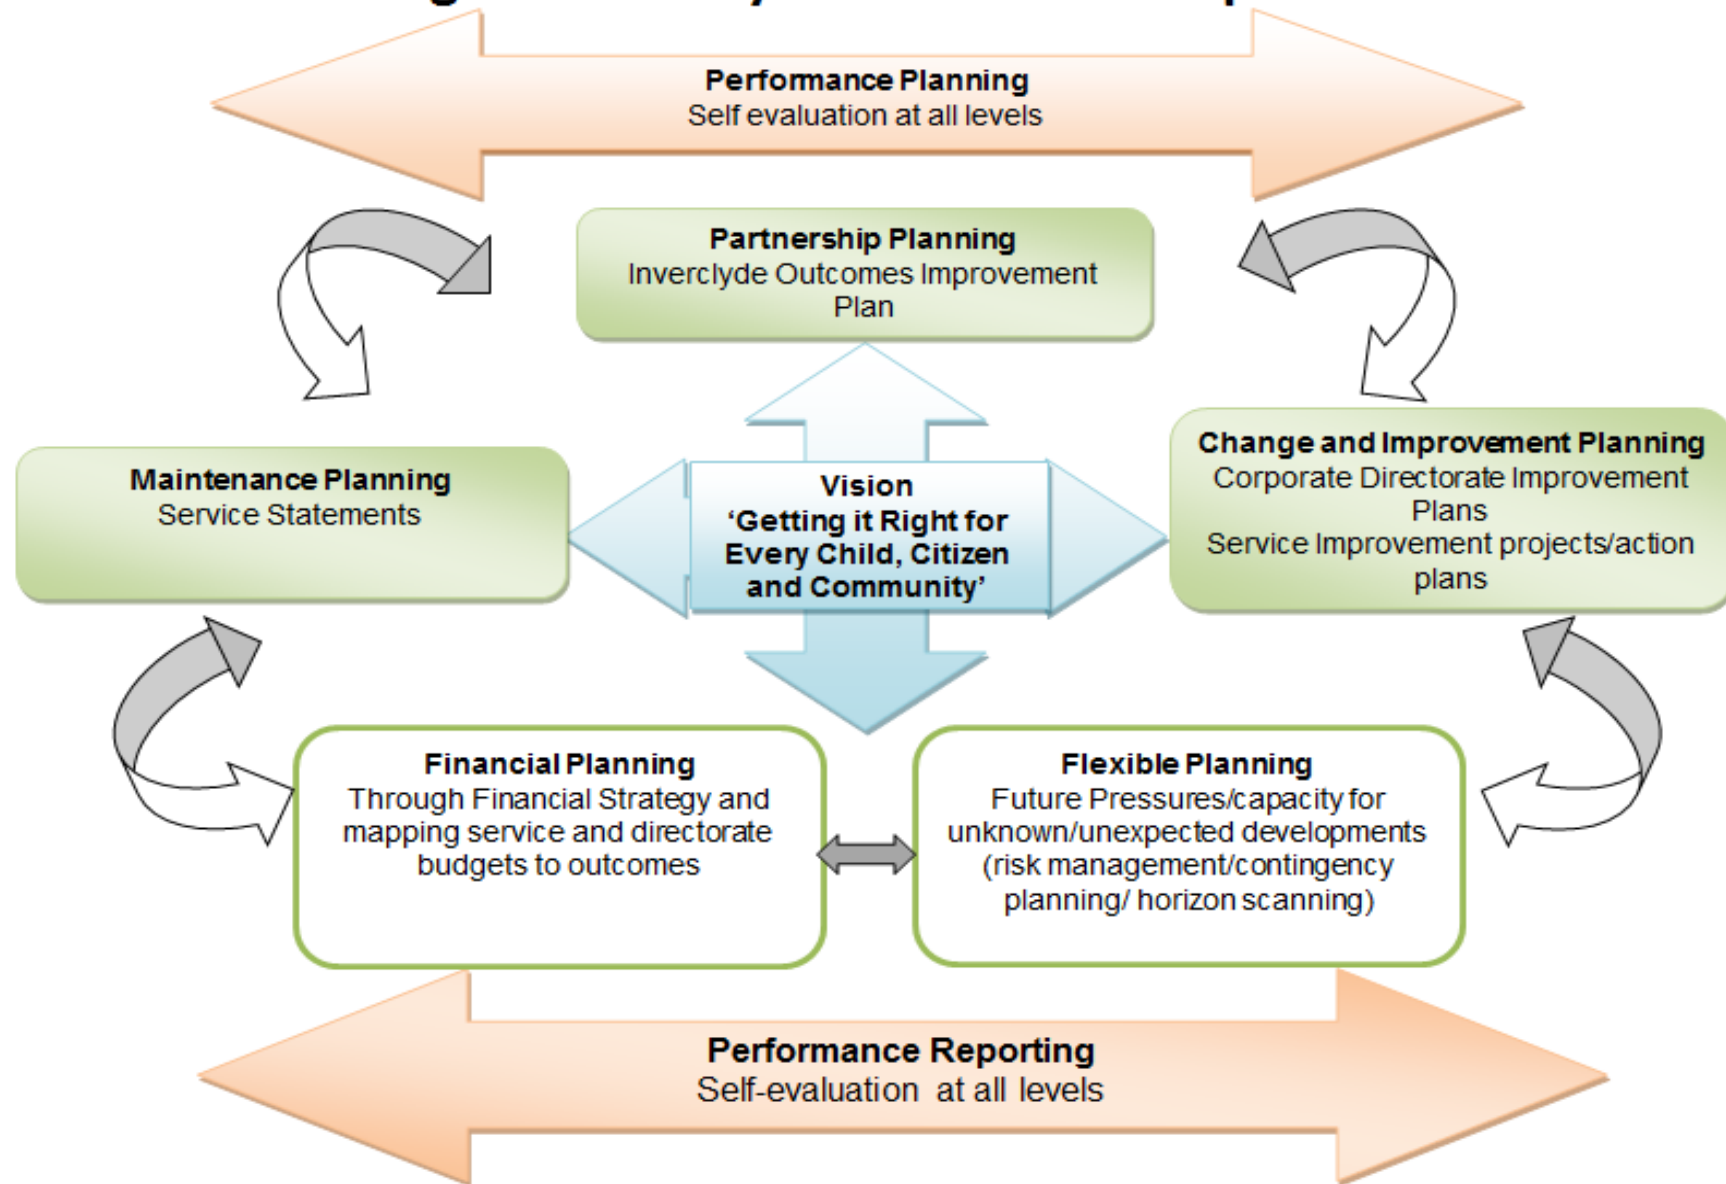 Performance Planning
Self evaluation at all levels
Partnership Planning
Inverclyde Outcomes Improvement
Plan
Maintenance Planning
Service Statements
Vision
‘Getting it Right for
Every Child, Citizen
and Community’
Change and Improvement Planning
Corporate Directorate Improvement
Plans
Service Improvement projects/action
plans
Financial Planning
Through Financial Strategy and
mapping service and directorate
budgets to outcomes
Flexible Planning
Future Pressures/capacity for
unknown/unexpected developments
(risk management/contingency
planning/ horizon scanning)
Performance Reporting
Self-evaluation at all levels